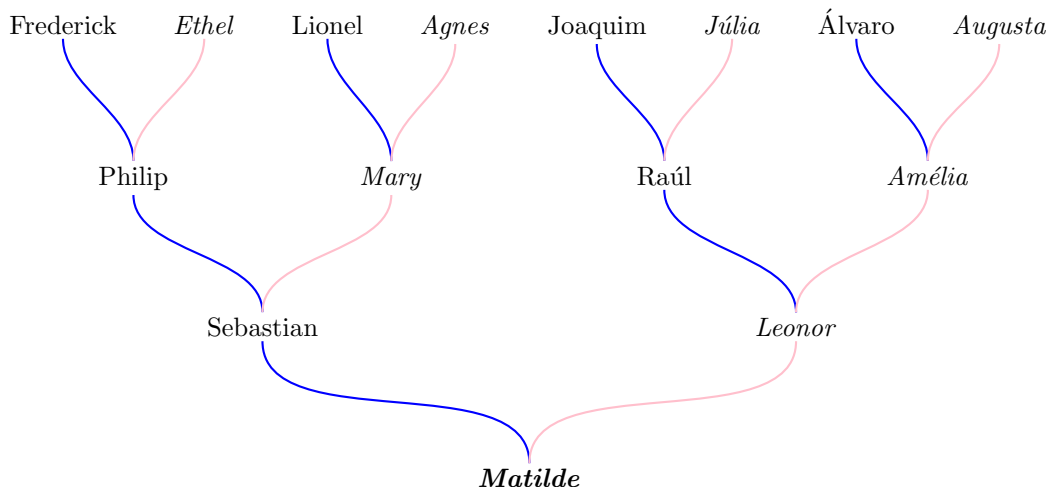 Frederick Ethel Lionel Agnes Joaquim Júlia Álvaro Augusta
Philip Mary Raúl Amélia
Sebastian Leonor
Matilde